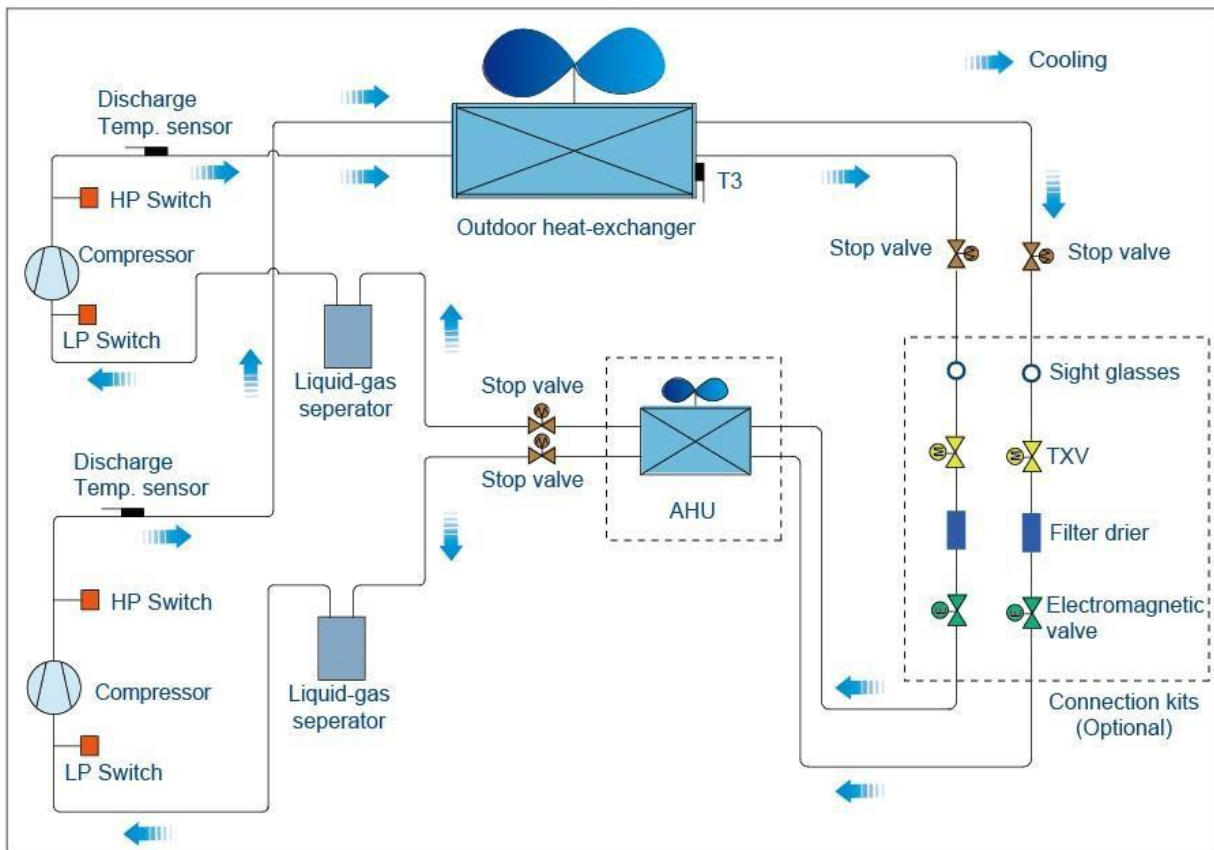 Cooling
Discharge
Temp. sensor
HP Switch
T3
Outdoor heat-exchanger
Compressor
Stop valve
Stop valve
LP Switch
Liquid-gas
seperator
Stop valve
Sight glasses
Discharge
Temp. sensor
Stop valve
M
M
TXV
AHU
Filter drier
HP Switch
E
E
Electromagnetic
valve
Compressor
Liquid-gas
seperator
Connection kits
(Optional)
LP Switch